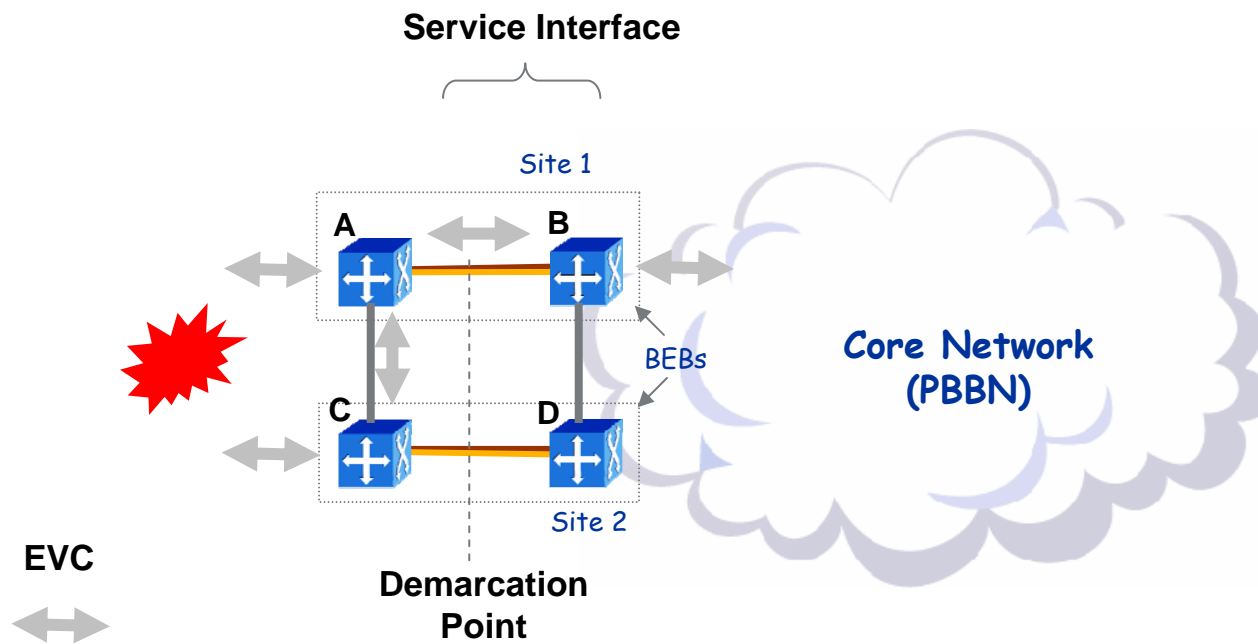 Service Interface
Site 1
A
B
BEBs
Core Network
(PBBN)
C
D
Site 2
EVC
Demarcation
Point